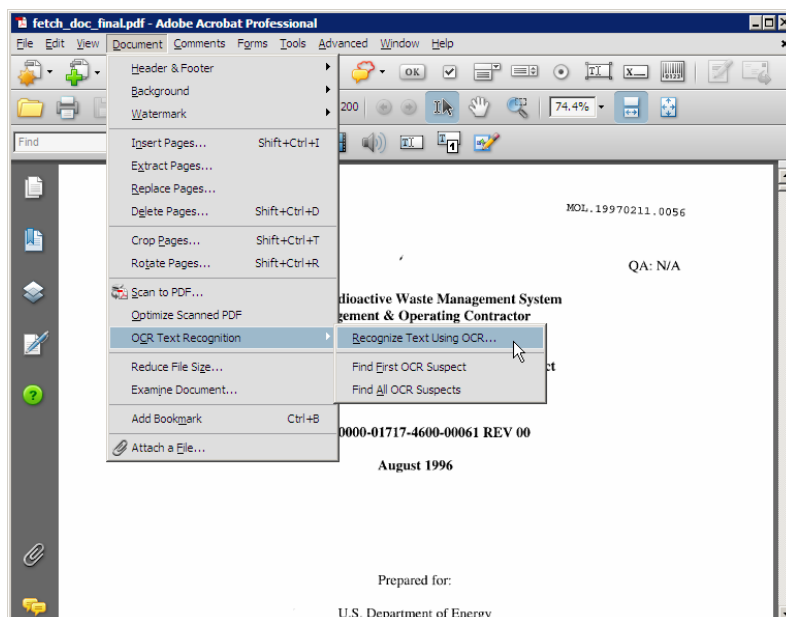 fetch_doc_final.pdf - Adobe Acrobat Professional
File Edit View Document Comments Forms Tools Advanced Window Help
Header & Footer
Background
Watermark
Insert Pages... Shift+Ctrl+I
Extract Pages...
Replace Pages...
Delete Pages... Shift+Ctrl+D
Crop Pages... Shift+Ctrl+T
Rotate Pages... Shift+Ctrl+R
Scan to PDF...
Optimize Scanned PDF
OCR Text Recognition
Reduce File Size...
Examine Document...
Add Bookmark Ctrl+B
Attach a File...
Recognize Text Using OCR...
Find First OCR Suspect
Find All OCR Suspects
OK
200
74.4%
Find
MOL.19970211.0056
QA: N/A
dioactive Waste Management System
gement & Operating Contractor
ct
0000-01717-4600-00061 REV 00
August 1996
Prepared for:
U.S. Department of Energy